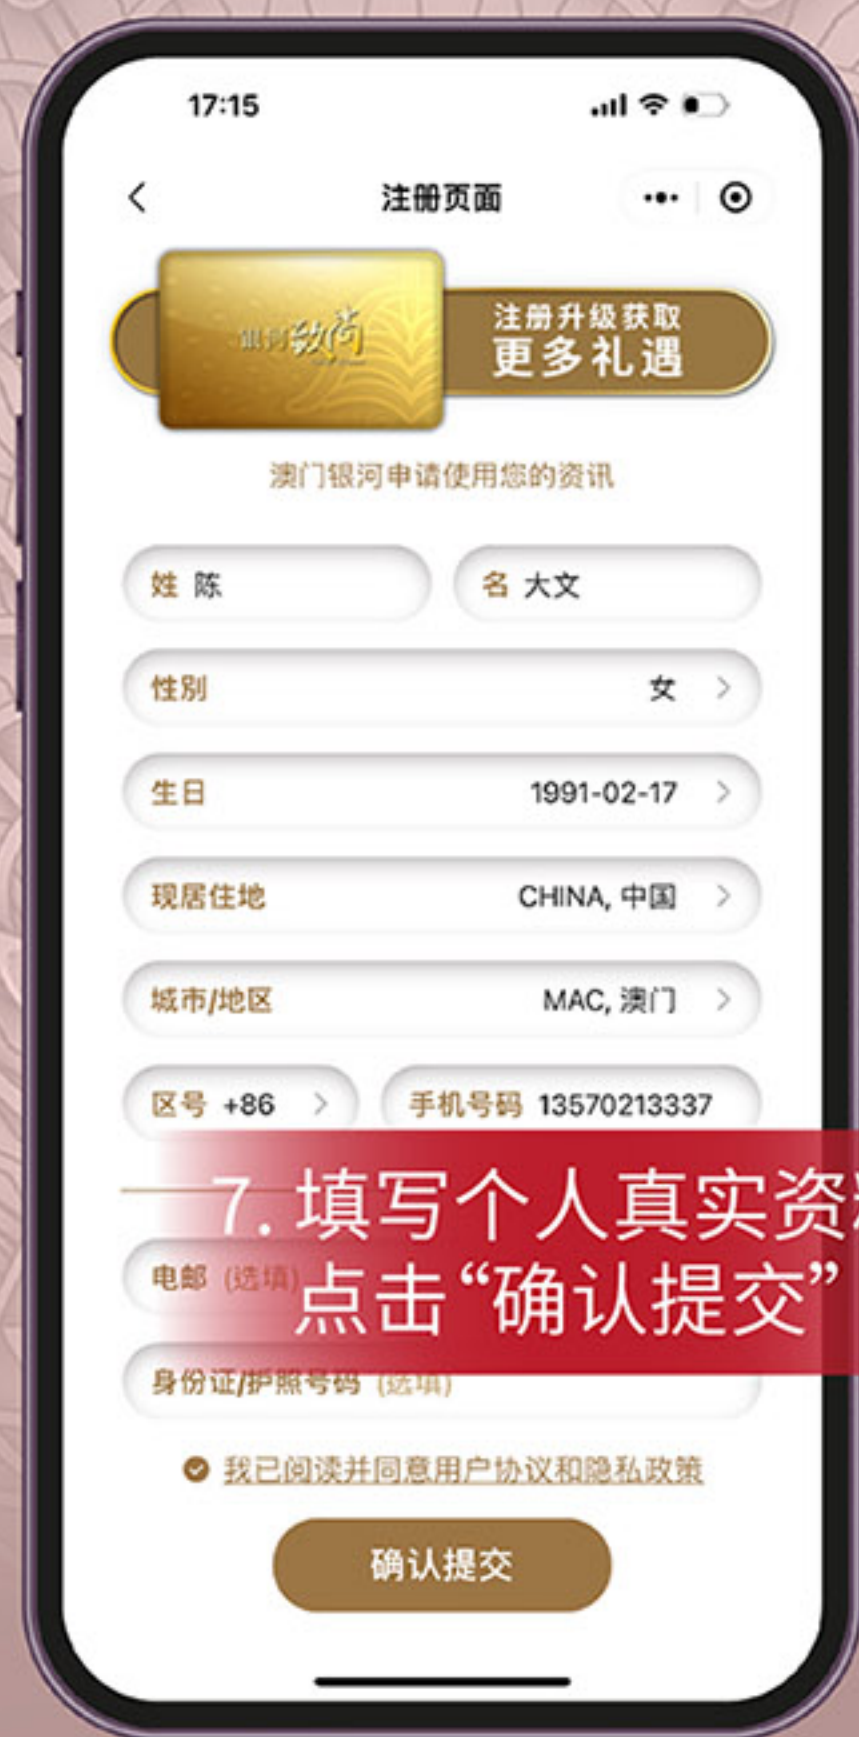 17:15
注册页面
银河致尚
注册升级获取
更多礼遇
澳门银河申请使用您的资讯
姓 陈
名 大文
性别 女
生日 1991-02-17
现居住地 CHINA, 中国
城市/地区 MAC, 澳门
区号 +86
手机号码 13570213337
7. 填写个人真实资料
电邮 (选填)
点击“确认提交”
身份证/护照号码 (选填)
我已阅读并同意用户协议和隐私政策
确认提交